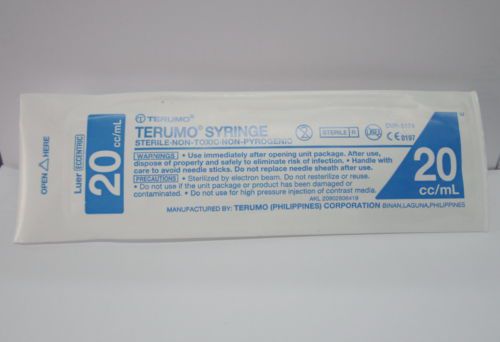 TERUMO®
TERUMO® SYRINGE
STERILE-NON-TOXIC-NON-PYROGENIC
STERILE R
CE 0197
WARNINGS • Use immediately after opening unit package. After use,
dispose of properly and safely to eliminate risk of infection. • Handle with
care to avoid needle sticks. Do not replace needle sheath after use.
PRECAUTIONS • Sterilized by electron beam. Do not resterilize or reuse.
• Do not use if the unit package or product has been damaged or
contaminated. • Do not use for high pressure injection of contrast media.
AKL 20902606419
MANUFACTURED BY: TERUMO (PHILIPPINES) CORPORATION BIÑAN, LAGUNA, PHILIPPINES
OPEN △ HERE
Luer ECCENTRIC
20 cc/mL
20
cc/mL